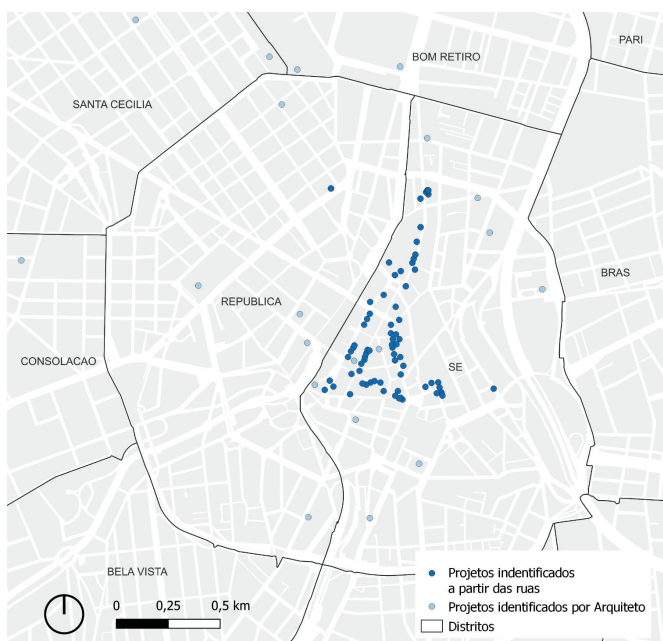 PARI
BOM RETIRO
SANTA CECILIA
BRAS
REPUBLICA
CONSOLACAO
SE
BELA VISTA
Projetos indentificados
a partir das ruas
Projetos identificados por Arquiteto
Distritos
0 0,25 0,5 km